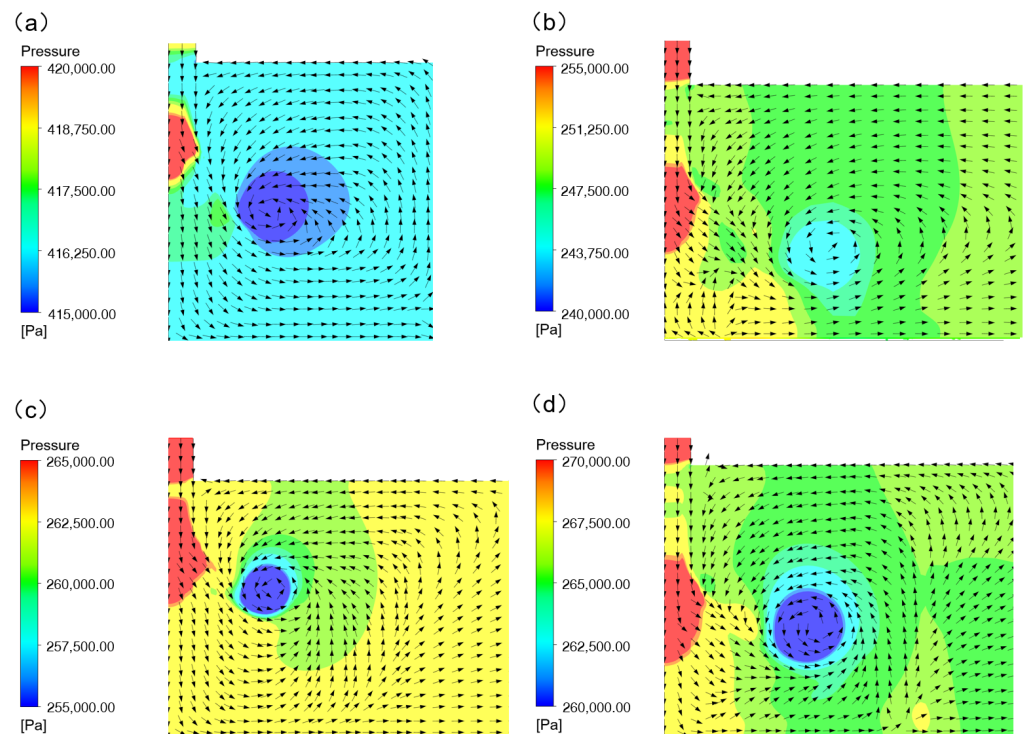 (a)
Pressure
420,000.00
418,750.00
417,500.00
416,250.00
415,000.00
[Pa]
(b)
Pressure
255,000.00
251,250.00
247,500.00
243,750.00
240,000.00
[Pa]
(c)
Pressure
265,000.00
262,500.00
260,000.00
257,500.00
255,000.00
[Pa]
(d)
Pressure
270,000.00
267,500.00
265,000.00
262,500.00
260,000.00
[Pa]